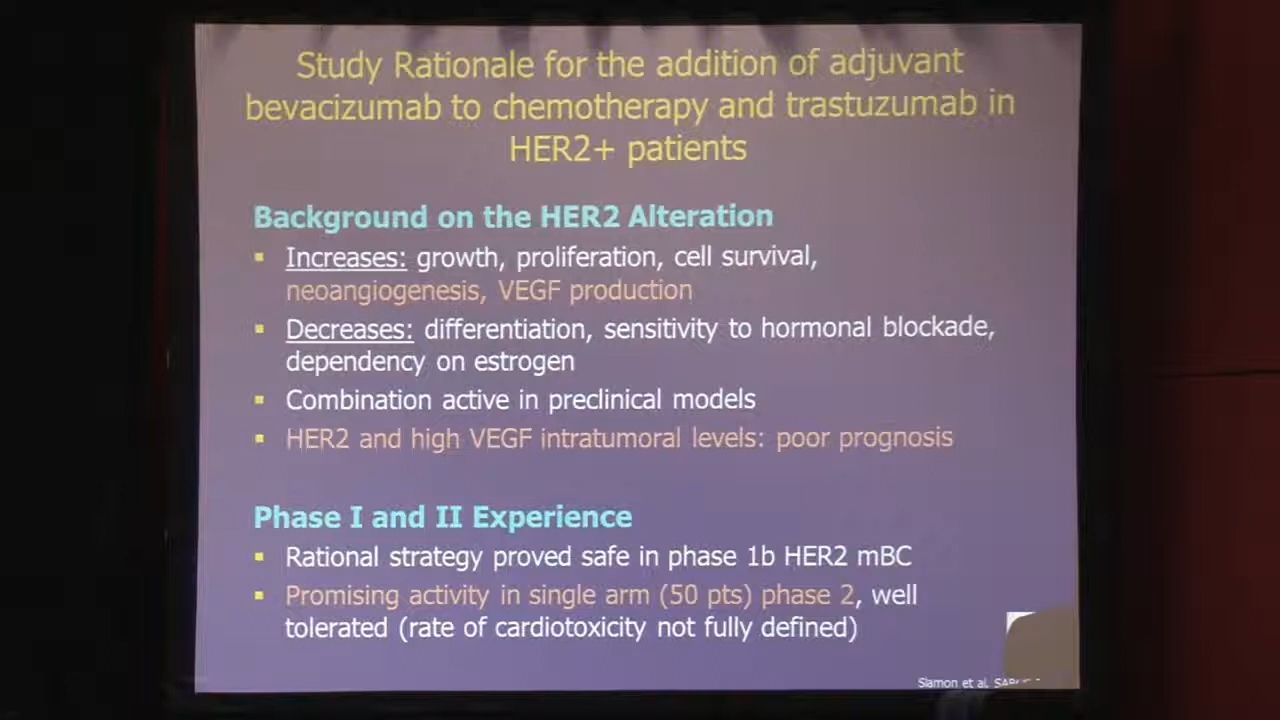 Study Rationale for the addition of adjuvant
bevacizumab to chemotherapy and trastuzumab in
HER2+ patients
Background on the HER2 Alteration
▪ Increases: growth, proliferation, cell survival,
neoangiogenesis, VEGF production
▪ Decreases: differentiation, sensitivity to hormonal blockade,
dependency on estrogen
▪ Combination active in preclinical models
▪ HER2 and high VEGF intratumoral levels: poor prognosis
Phase I and II Experience
▪ Rational strategy proved safe in phase 1b HER2 mBC
▪ Promising activity in single arm (50 pts) phase 2, well
tolerated (rate of cardiotoxicity not fully defined)
Slamon et al.